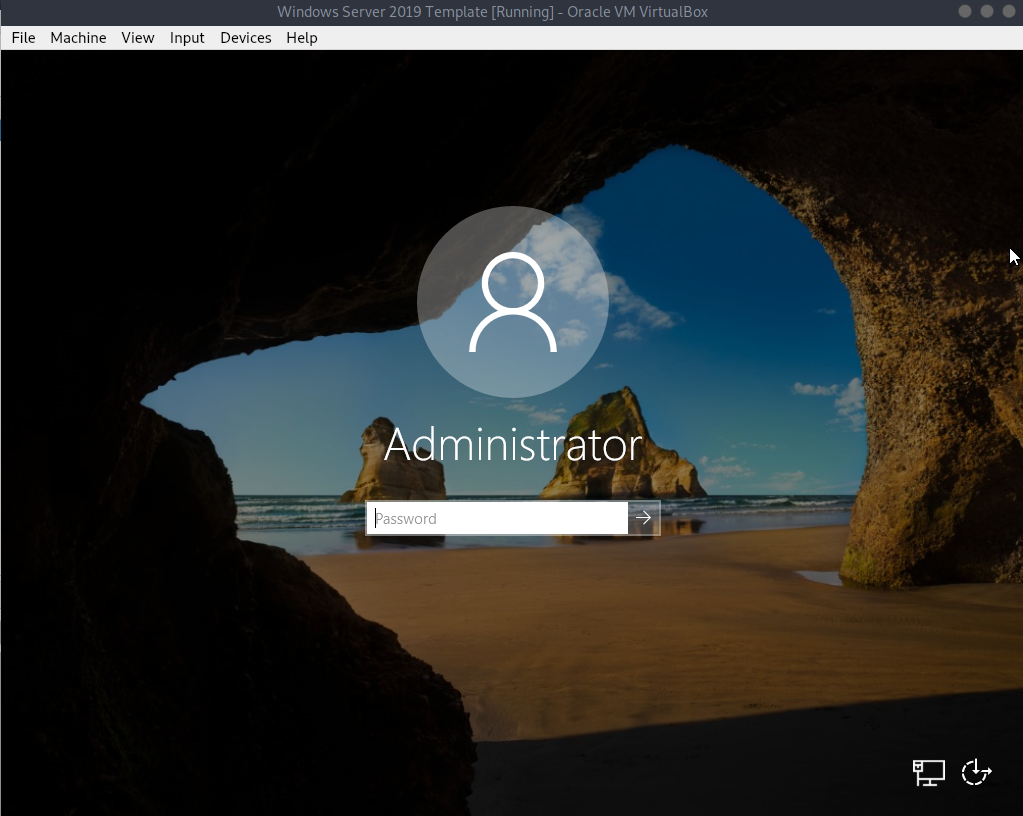 Windows Server 2019 Template [Running] - Oracle VM VirtualBox
File Machine View Input Devices Help
Administrator
Password